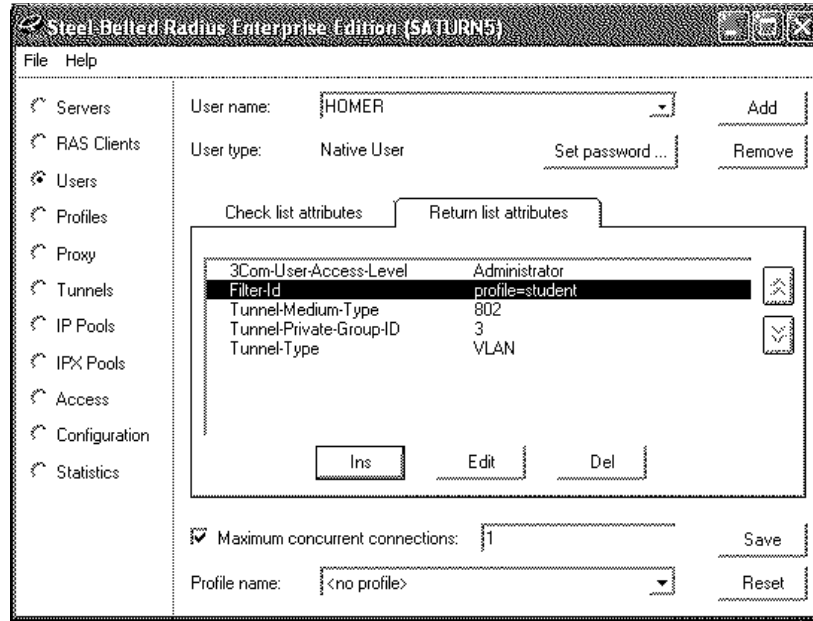 Steel-Belted Radius Enterprise Edition (SATURN5)
File Help
Servers
RAS Clients
Users
Profiles
Proxy
Tunnels
IP Pools
IPX Pools
Access
Configuration
Statistics
User name: HOMER Add
User type: Native User Set password ... Remove
Check list attributes Return list attributes
3Com-User-Access-Level Administrator
Filter-Id profile=student
Tunnel-Medium-Type 802
Tunnel-Private-Group-ID 3
Tunnel-Type VLAN
Ins Edit Del
Maximum concurrent connections: 1 Save
Profile name: <no profile> Reset